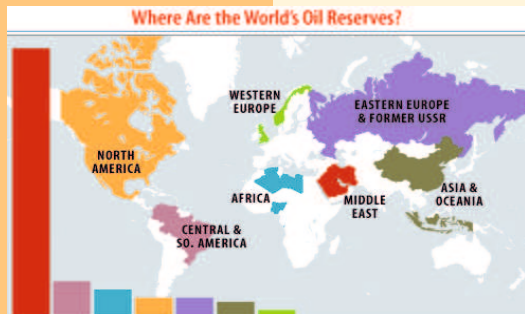 Where Are the World's Oil Reserves?
WESTERN
EUROPE
EASTERN EUROPE
& FORMER USSR
NORTH
AMERICA
AFRICA
MIDDLE
EAST
ASIA &
OCEANIA
CENTRAL &
SO. AMERICA